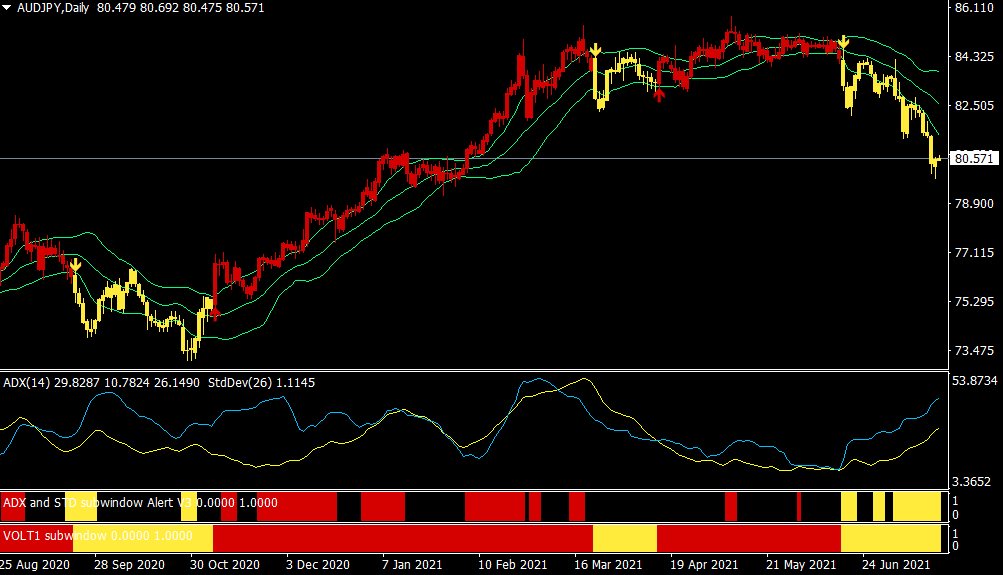 AUDJPY,Daily 80.479 80.692 80.475 80.571
86.110
84.325
82.505
80.571
78.900
77.115
75.295
73.475
ADX(14) 29.8287 10.7824 26.1490 StdDev(26) 1.1145
53.8734
3.3652
ADX and STD subwindow Alert V3 0.0000 1.0000
1
0
VOLT1 subwindow 0.0000 1.0000
1
0
25 Aug 2020 28 Sep 2020 30 Oct 2020 3 Dec 2020 7 Jan 2021 10 Feb 2021 16 Mar 2021 19 Apr 2021 21 May 2021 24 Jun 2021